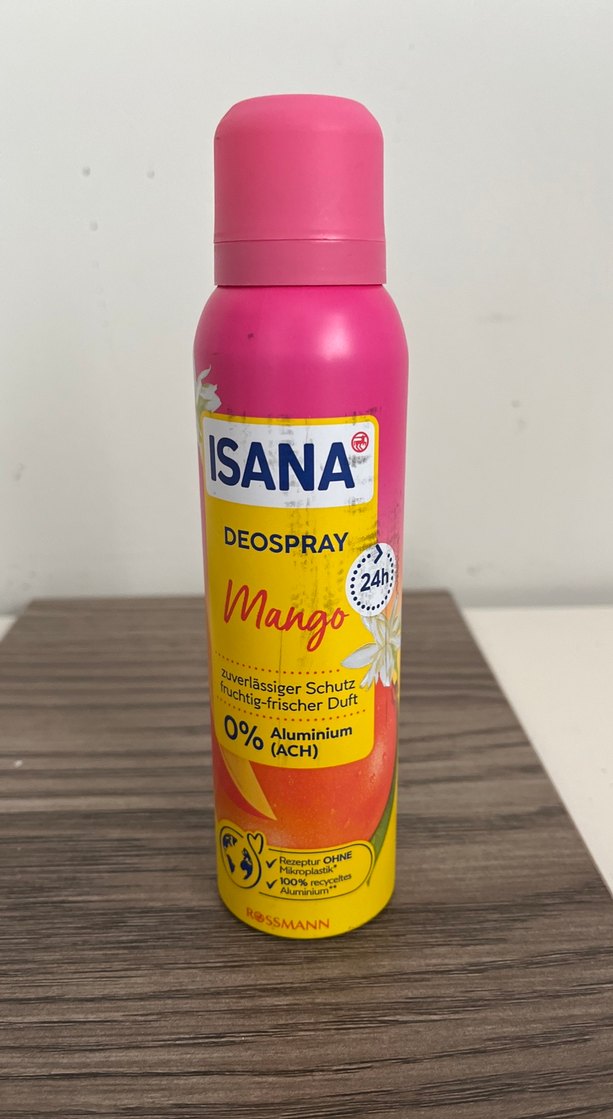 ISANA
DEOSPRAY
24h
Mango
zuverlässiger Schutz
fruchtig-frischer Duft
0% Aluminium
(ACH)
Rezeptur OHNE
Mikroplastik*
100% recyceltes
Aluminium**
ROSSMANN